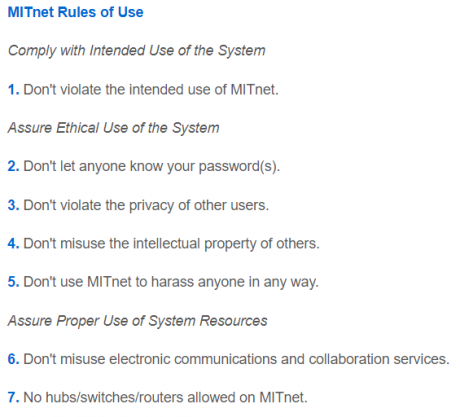 MITnet Rules of Use
Comply with Intended Use of the System
1. Don't violate the intended use of MITnet.
Assure Ethical Use of the System
2. Don't let anyone know your password(s).
3. Don't violate the privacy of other users.
4. Don't misuse the intellectual property of others.
5. Don't use MITnet to harass anyone in any way.
Assure Proper Use of System Resources
6. Don't misuse electronic communications and collaboration services.
7. No hubs/switches/routers allowed on MITnet.